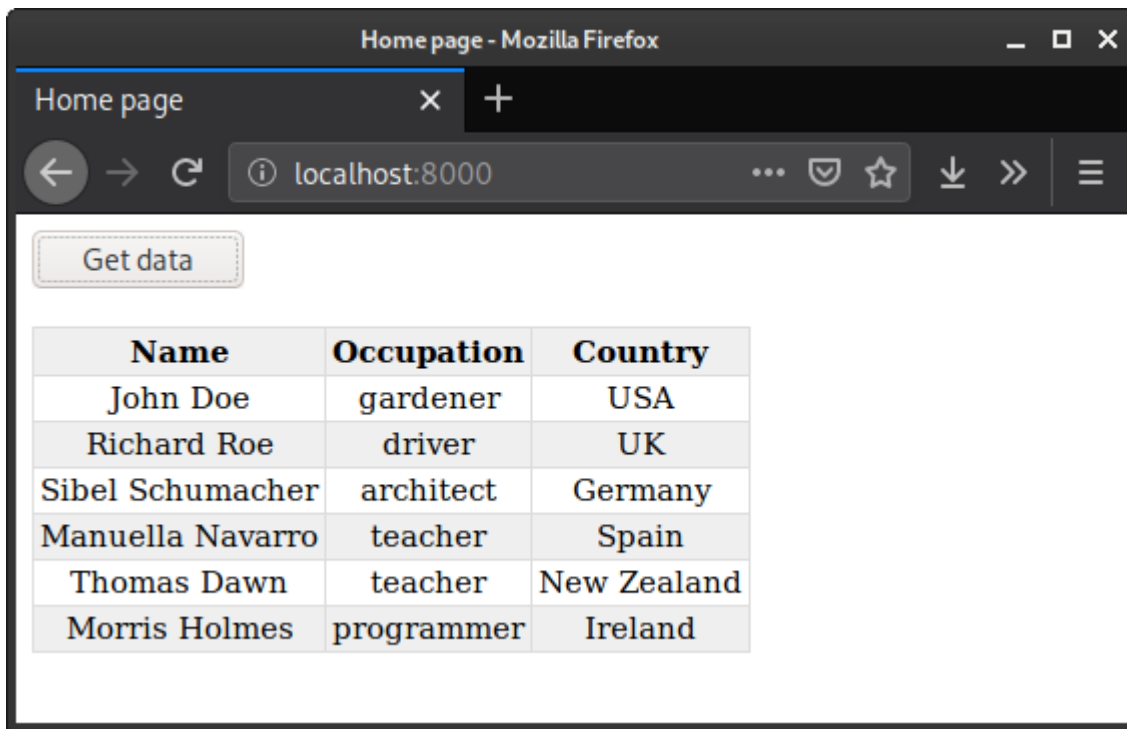 Home page - Mozilla Firefox
Home page
localhost:8000
Get data
Name Occupation Country
John Doe gardener USA
Richard Roe driver UK
Sibel Schumacher architect Germany
Manuella Navarro teacher Spain
Thomas Dawn teacher New Zealand
Morris Holmes programmer Ireland